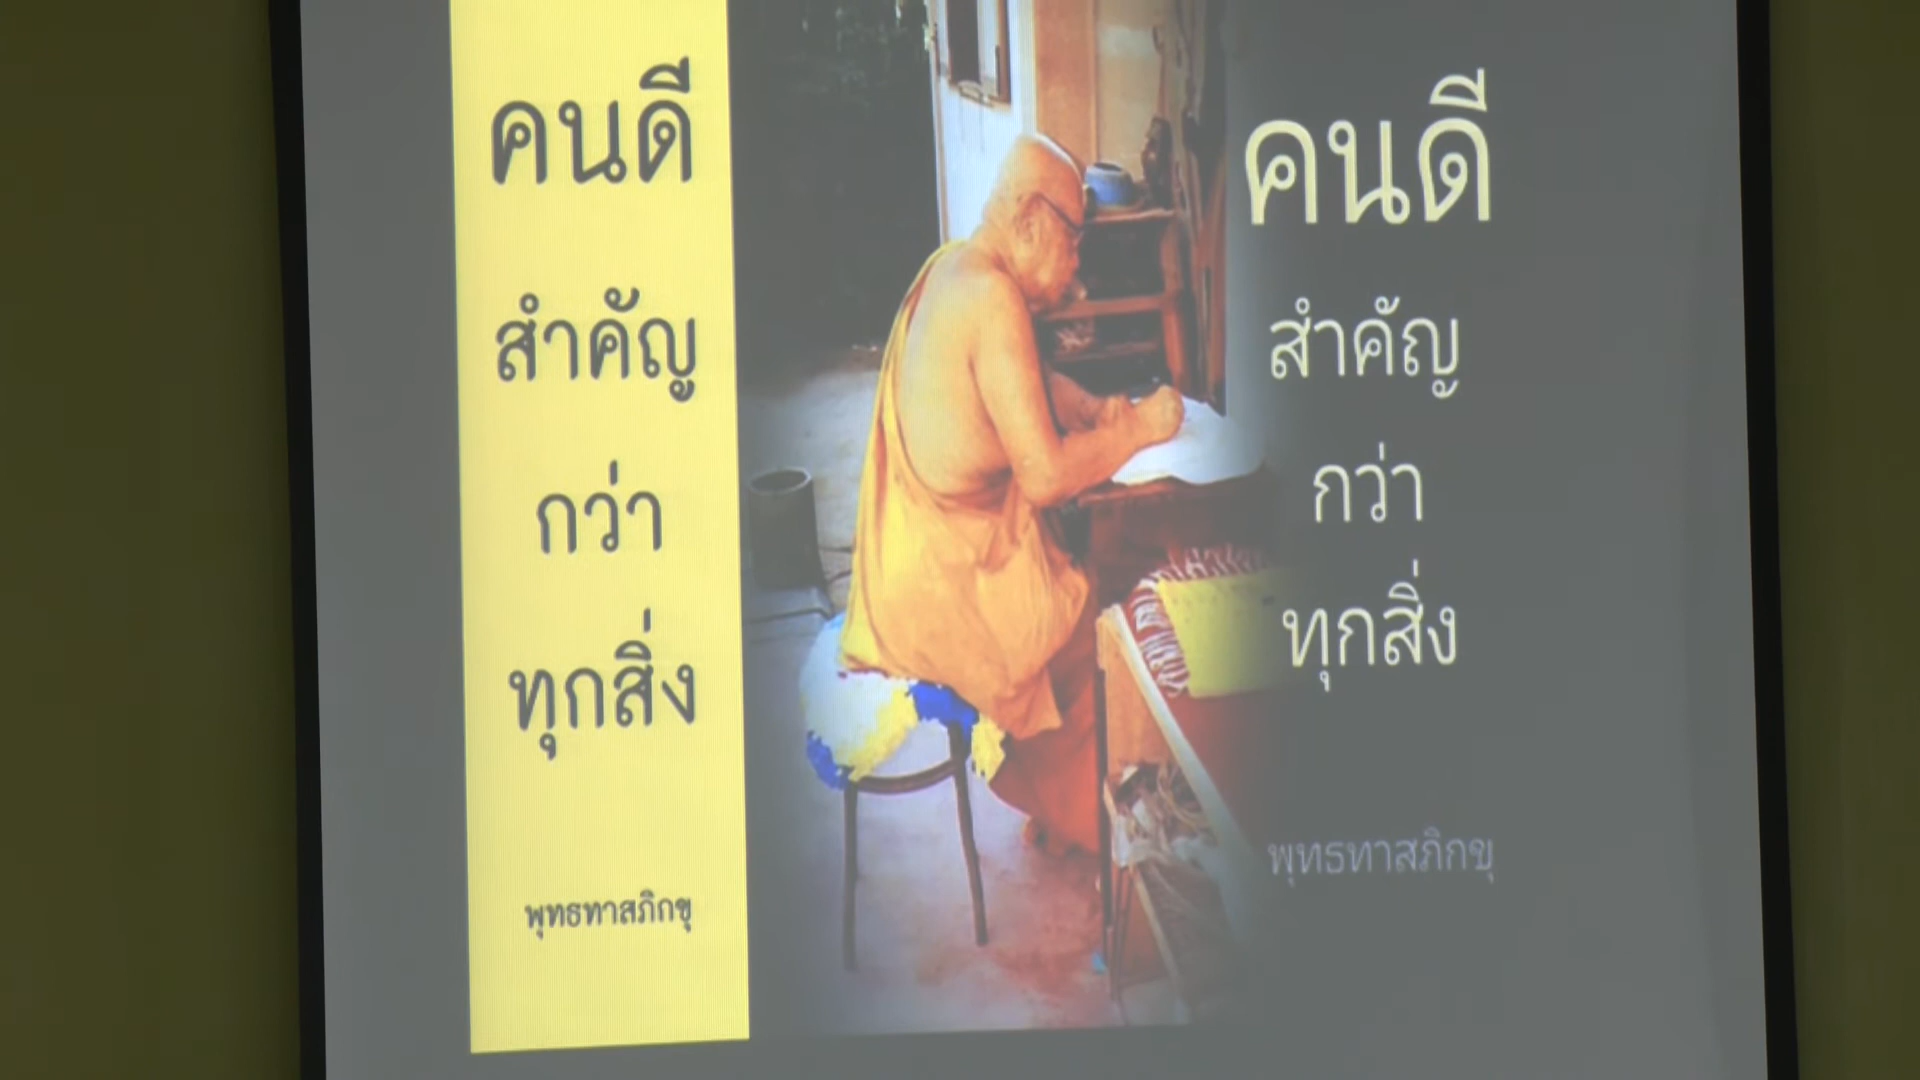 คนดี
สำคัญ
กว่า
ทุกสิ่ง
พุทธทาสภิกขุ
คนดี
สำคัญ
กว่า
ทุกสิ่ง
พุทธทาสภิกขุ